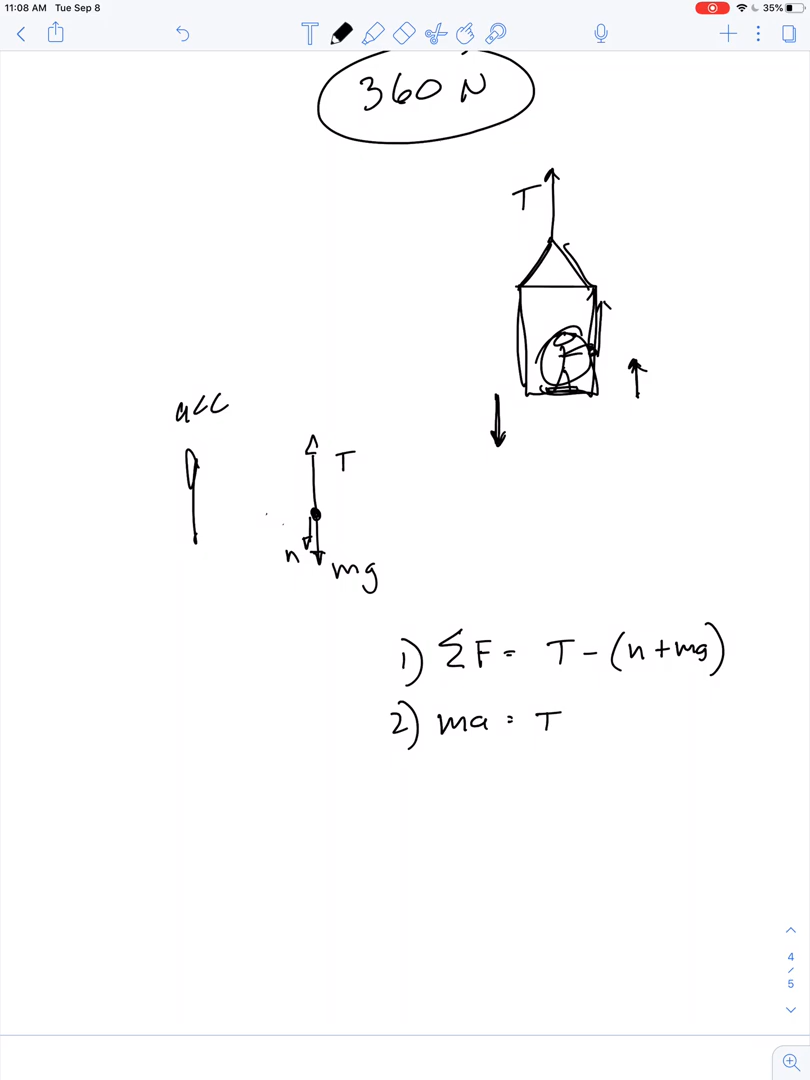 11:08 AM Tue Sep 8
35%
T
360 N
T
acc
T
n
mg
1) ΣF = T - (n + mg)
2) ma = T
4
/
5